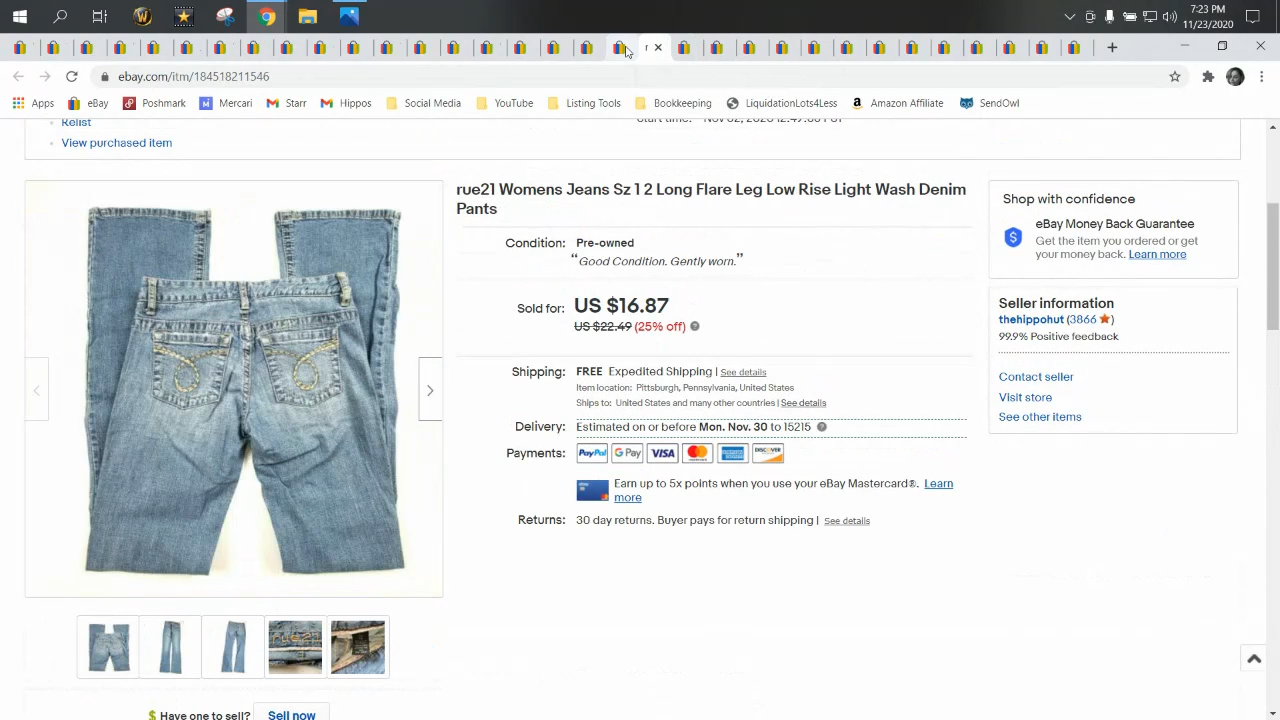 7:23 PM
11/23/2020
ebay.com/itm/184518211546
Apps eBay Poshmark Mercari Starr Hippos Social Media YouTube Listing Tools Bookkeeping LiquidationLots4Less Amazon Affiliate SendOwl
Relist
View purchased item
rue21 Womens Jeans Sz 1 2 Long Flare Leg Low Rise Light Wash Denim
Pants
Condition: Pre-owned
“Good Condition. Gently worn.”
Sold for: US $16.87
US $22.49 (25% off)
Shipping: FREE Expedited Shipping | See details
Item location: Pittsburgh, Pennsylvania, United States
Ships to: United States and many other countries | See details
Delivery: Estimated on or before Mon. Nov. 30 to 15215
Payments: PayPal G Pay VISA MasterCard DISCOVER
Earn up to 5x points when you use your eBay Mastercard®. Learn
more
Returns: 30 day returns. Buyer pays for return shipping | See details
Shop with confidence
eBay Money Back Guarantee
Get the item you ordered or get
your money back. Learn more
Seller information
thehippohut (3866)
99.9% Positive feedback
Contact seller
Visit store
See other items
rue21
Have one to sell? Sell now